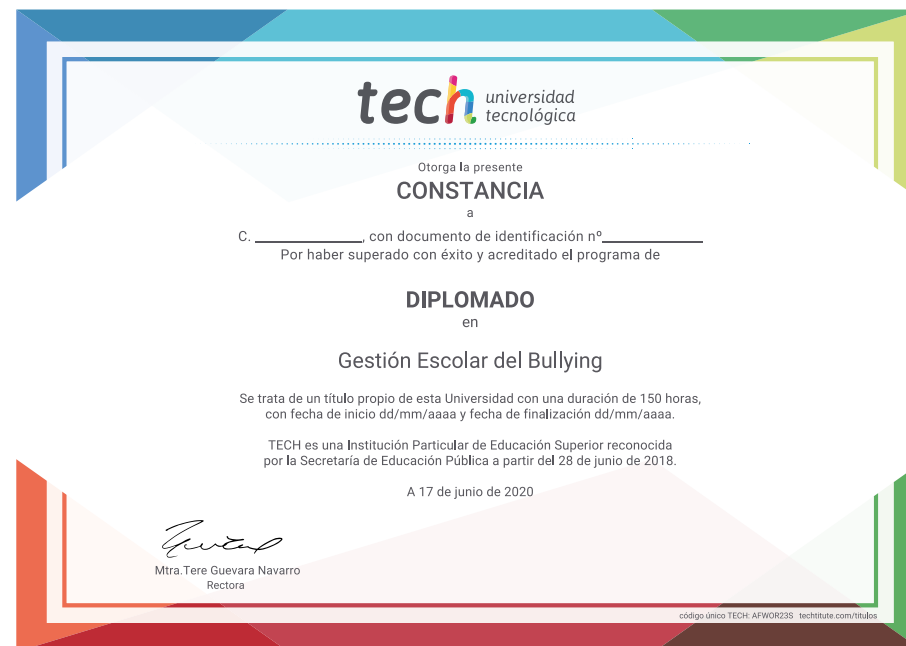 tech universidad
tecnológica
Otorga la presente
CONSTANCIA
a
C. ______________, con documento de identificación nº_____________
Por haber superado con éxito y acreditado el programa de
DIPLOMADO
en
Gestión Escolar del Bullying
Se trata de un título propio de esta Universidad con una duración de 150 horas,
con fecha de inicio dd/mm/aaaa y fecha de finalización dd/mm/aaaa.
TECH es una Institución Particular de Educación Superior reconocida
por la Secretaría de Educación Pública a partir del 28 de junio de 2018.
A 17 de junio de 2020
Mtra.Tere Guevara Navarro
Rectora
código único TECH: AFWOR23S techtitute.com/titulos